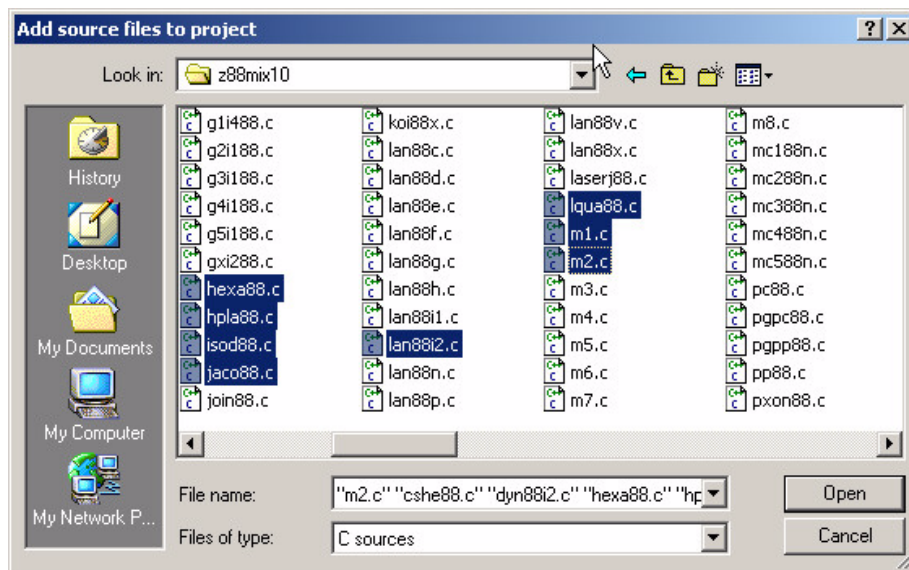 Add source files to project
Look in:
z88mix10
History
Desktop
My Documents
My Computer
My Network P...
g1i488.c
g2i188.c
g3i188.c
g4i188.c
g5i188.c
gxi288.c
hexa88.c
hpla88.c
isod88.c
jaco88.c
join88.c
koi88x.c
lan88c.c
lan88d.c
lan88e.c
lan88f.c
lan88g.c
lan88h.c
lan88i1.c
lan88i2.c
lan88n.c
lan88p.c
lan88v.c
lan88x.c
laserj88.c
lqua88.c
m1.c
m2.c
m3.c
m4.c
m5.c
m6.c
m7.c
m8.c
mc188n.c
mc288n.c
mc388n.c
mc488n.c
mc588n.c
pc88.c
pgpc88.c
pgpp88.c
pp88.c
pxon88.c
File name:
"m2.c" "cshe88.c" "dyn88i2.c" "hexa88.c" "hp
Open
Files of type:
C sources
Cancel